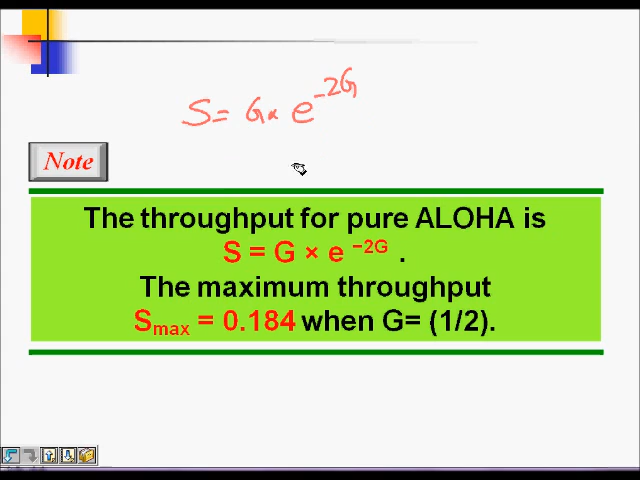 S = G × e^-2G
Note
The throughput for pure ALOHA is
S = G × e −2G .
The maximum throughput
Smax = 0.184 when G= (1/2).